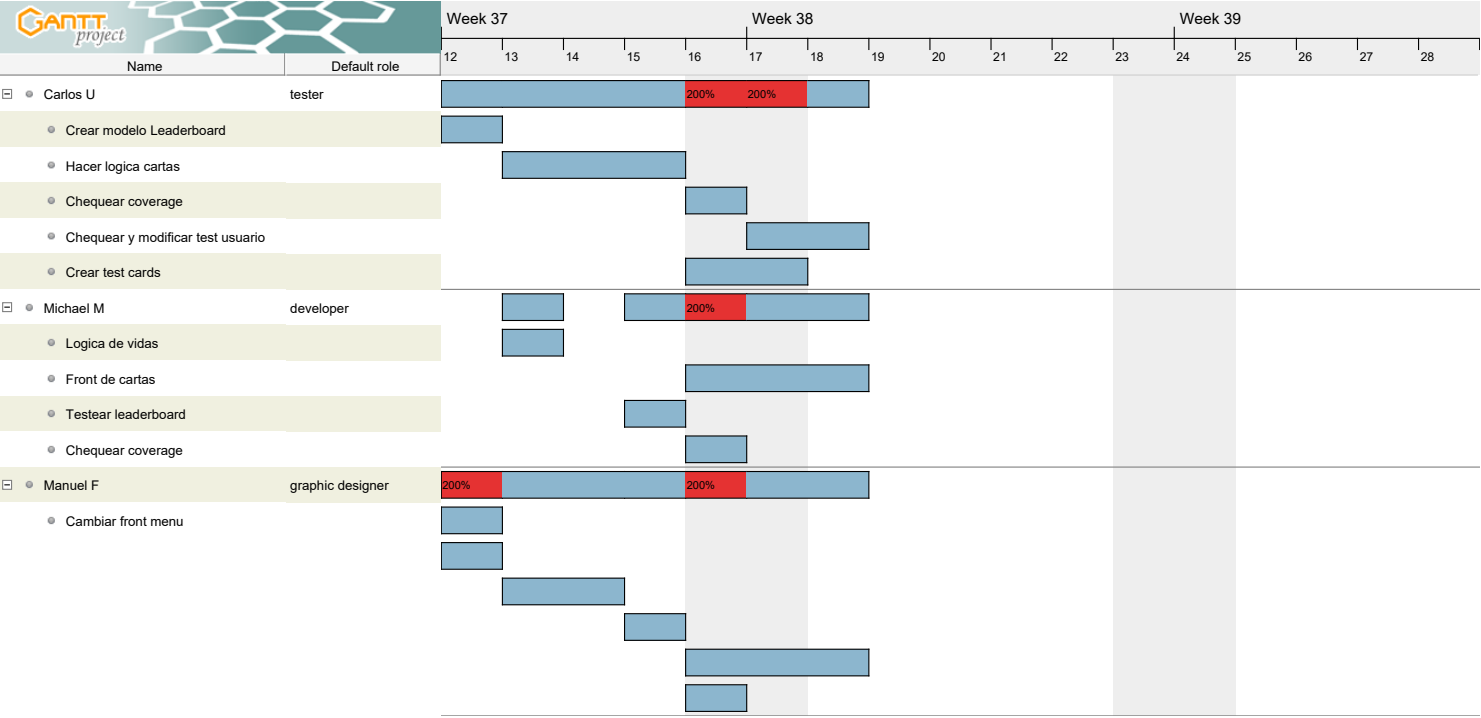 GANTT
project
Week 37 Week 38 Week 39
12 13 14 15 16 17 18 19 20 21 22 23 24 25 26 27 28
Name Default role
Carlos U tester 200% 200%
Crear modelo Leaderboard
Hacer logica cartas
Chequear coverage
Chequear y modificar test usuario
Crear test cards
Michael M developer 200%
Logica de vidas
Front de cartas
Testear leaderboard
Chequear coverage
Manuel F graphic designer 200% 200%
Cambiar front menu